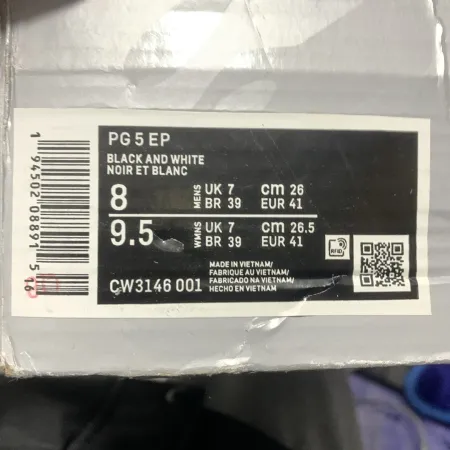 PG 5 EP
BLACK AND WHITE
NOIR ET BLANC
8 MENS UK 7 cm 26
BR 39 EUR 41
9.5 WMNS UK 7 cm 26.5
BR 39 EUR 41
RFID
MADE IN VIETNAM/
FABRIQUE AU VIETNAM/
FABRICADO NA VIETNAM/
HECHO EN VIETNAM
CW3146 001
1 94502 08891 5 16